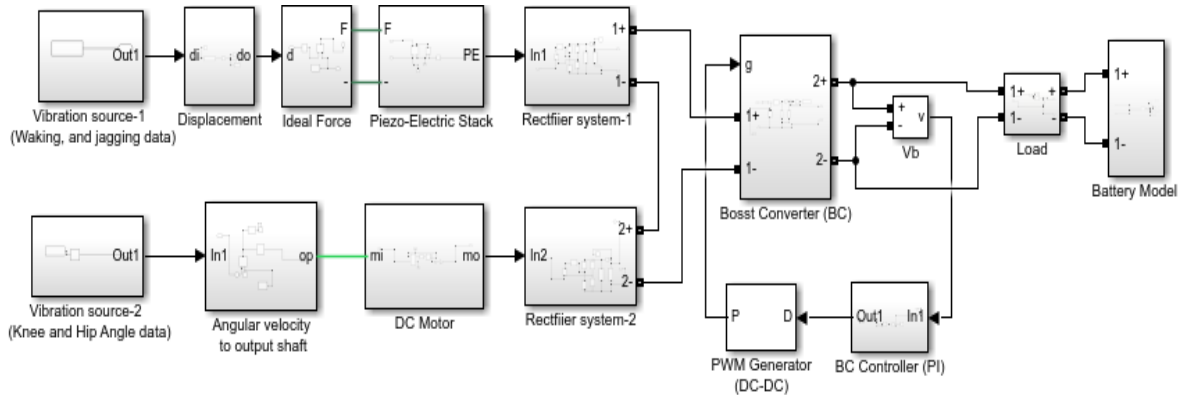 Out1
Vibration source-1
(Waking, and jagging data)
di
do
Displacement
d
F
-
Ideal Force
F
-
PE
Piezo-Electric Stack
In1
1+
1-
Rectfiier system-1
g
1+
1-
2+
2-
Bosst Converter (BC)
+
-
v
Vb
1+
1-
+
-
Load
1+
1-
Battery Model
Out1
Vibration source-2
(Knee and Hip Angle data)
In1
op
Angular velocity
to output shaft
mi
mo
DC Motor
In2
2+
2-
Rectfiier system-2
P
D
PWM Generator
(DC-DC)
Out1
In1
BC Controller (PI)